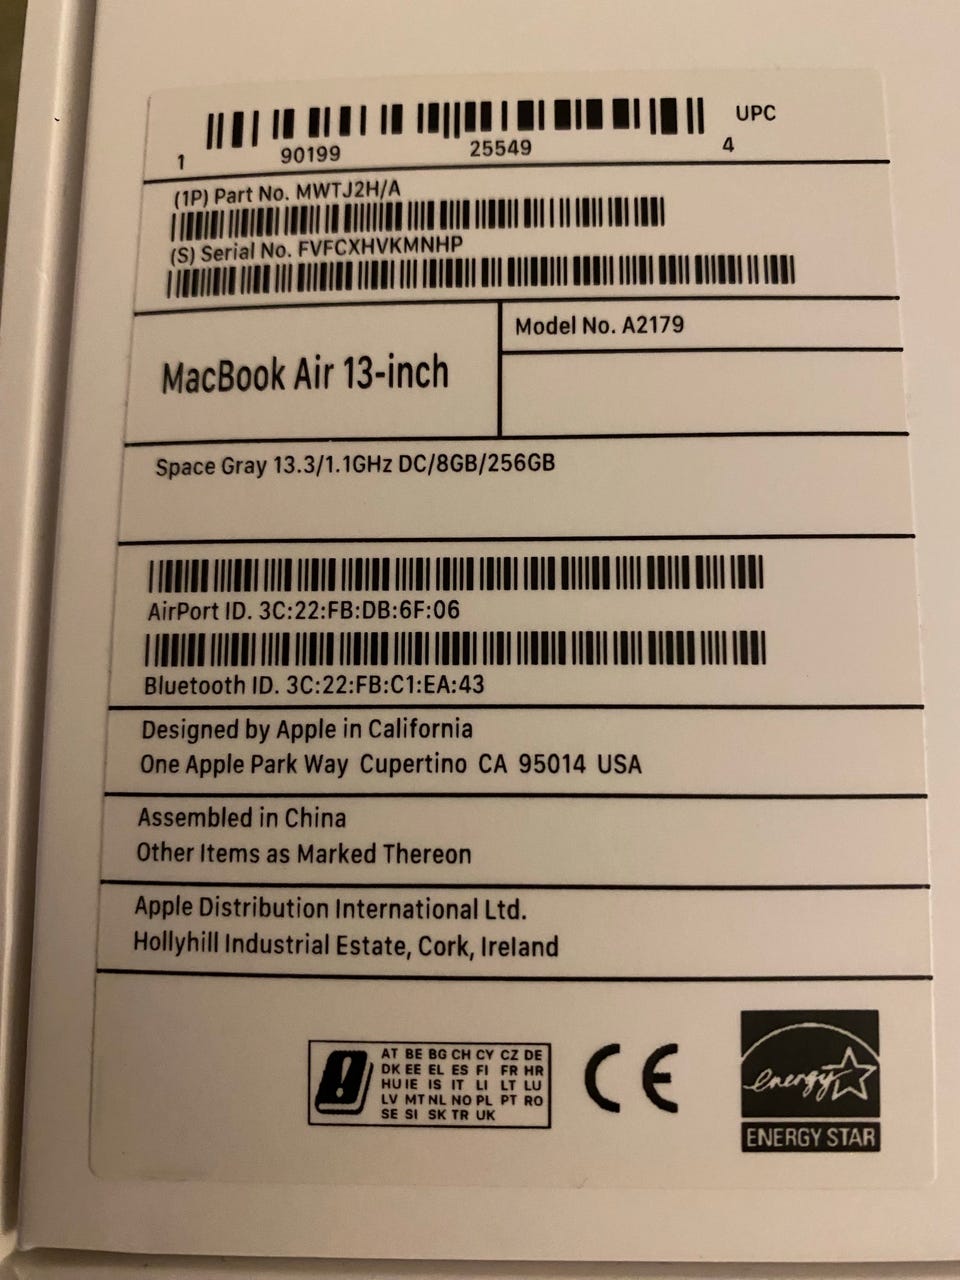 UPC
1 90199 25549 4
(1P) Part No. MWTJ2H/A
(S) Serial No. FVFCXHVKMNHP
MacBook Air 13-inch
Model No. A2179
Space Gray 13.3/1.1GHz DC/8GB/256GB
AirPort ID. 3C:22:FB:DB:6F:06
Bluetooth ID. 3C:22:FB:C1:EA:43
Designed by Apple in California
One Apple Park Way Cupertino CA 95014 USA
Assembled in China
Other Items as Marked Thereon
Apple Distribution International Ltd.
Hollyhill Industrial Estate, Cork, Ireland
AT BE BG CH CY CZ DE
DK EE EL ES FI FR HR
HU IE IS IT LI LT LU
LV MT NL NO PL PT RO
SE SI SK TR UK
CE
energy
ENERGY STAR